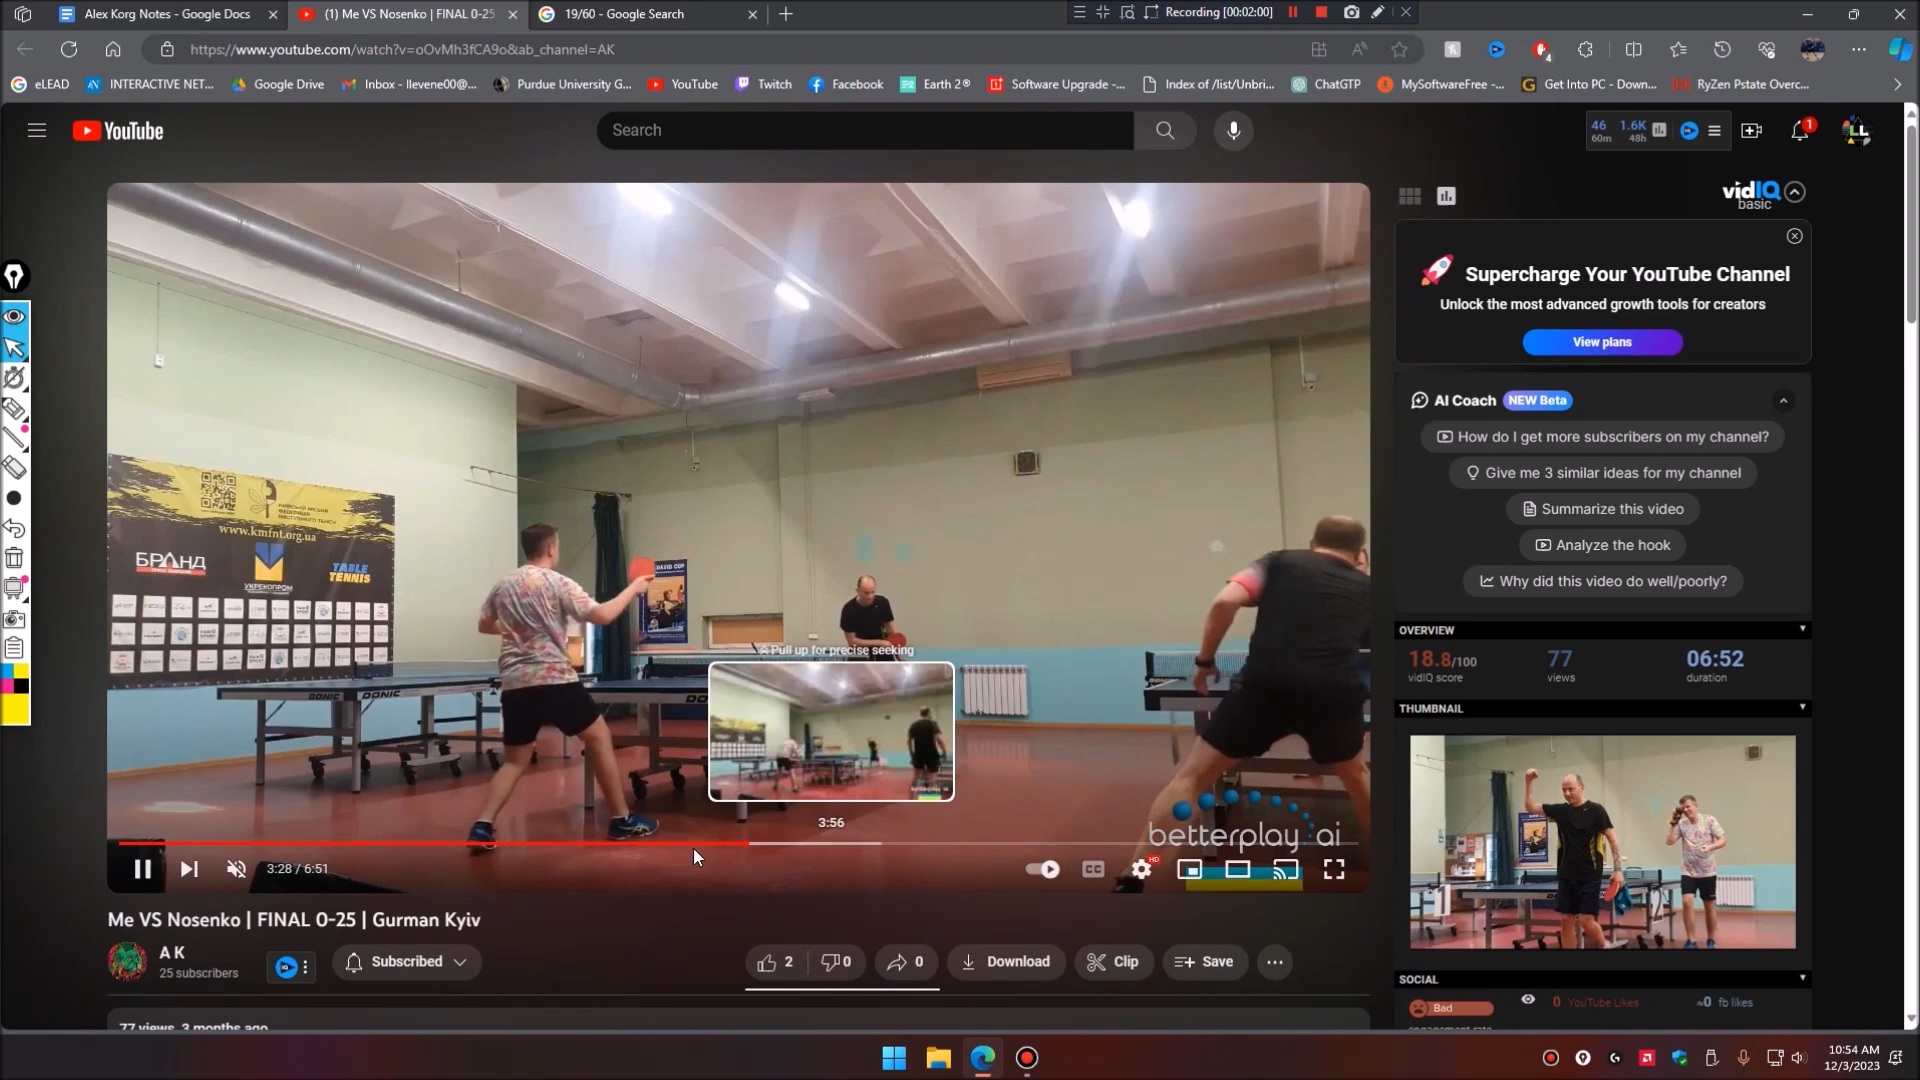 Alex Korg Notes - Google Docs
(1) Me VS Nosenko | FINAL 0-25
19/60 - Google Search
Recording [00:02:00]
https://www.youtube.com/watch?v=oOvMh3fCA9o&ab_channel=AK
4
eLEAD
INTERACTIVE NET...
Google Drive
Inbox - llevene00@...
Purdue University G...
YouTube
Twitch
Facebook
Earth 2®
Software Upgrade -...
Index of /list/Unbri...
ChatGTP
MySoftwareFree -...
Get Into PC - Down...
RyZen Pstate Overc...
YouTube
Search
46
60m
1.6K
48h
1
LL
vidIQ
basic
Supercharge Your YouTube Channel
Unlock the most advanced growth tools for creators
View plans
AI Coach NEW Beta
How do I get more subscribers on my channel?
Give me 3 similar ideas for my channel
Summarize this video
Analyze the hook
Why did this video do well/poorly?
www.kmfnt.org.ua
БРАНД
УКРЕКОПРОМ
TABLE
TENNIS
DONIC
Pull up for precise seeking
3:56
betterplay ai
3:28 / 6:51
CC
HD
OVERVIEW
18.8/100
vidIQ score
77
views
06:52
duration
THUMBNAIL
Me VS Nosenko | FINAL 0-25 | Gurman Kyiv
A K
25 subscribers
Subscribed
2
0
0
Download
Clip
Save
77 views 3 months ago
SOCIAL
Bad
0 YouTube Likes
≈0 fb likes
10:54 AM
12/3/2023